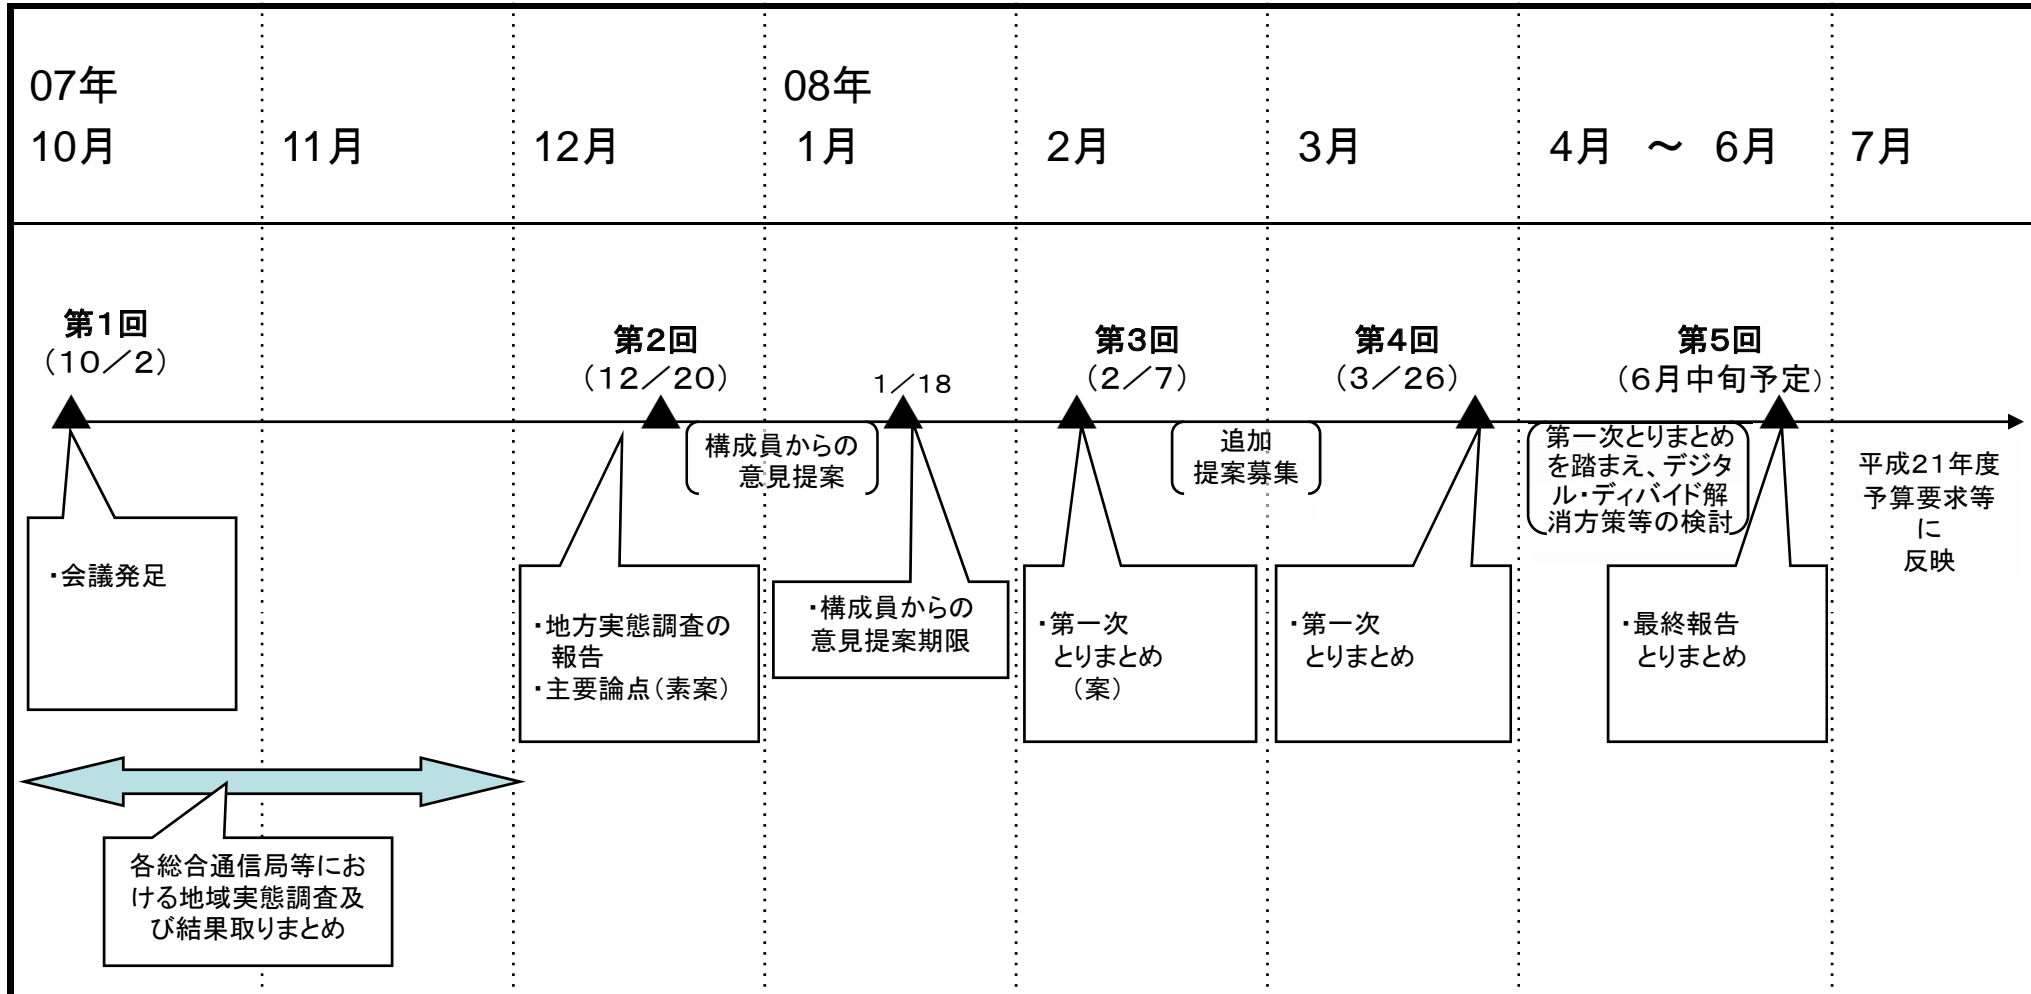 07年
10月
11月
12月
08年
1月
2月
3月
4月 ～ 6月
7月
第1回
（10／2）
第2回
（12／20）
1／18
第3回
（2／7）
第4回
（3／26）
第5回
（6月中旬予定）
構成員からの
意見提案
追加
提案募集
第一次とりまとめ
を踏まえ、デジタ
ル・ディバイド解
消方策等の検討
平成21年度
予算要求等
に
反映
・会議発足
・地方実態調査の
報告
・主要論点（素案）
・構成員からの
意見提案期限
・第一次
とりまとめ
（案）
・第一次
とりまとめ
・最終報告
とりまとめ
各総合通信局等にお
ける地域実態調査及
び結果取りまとめ